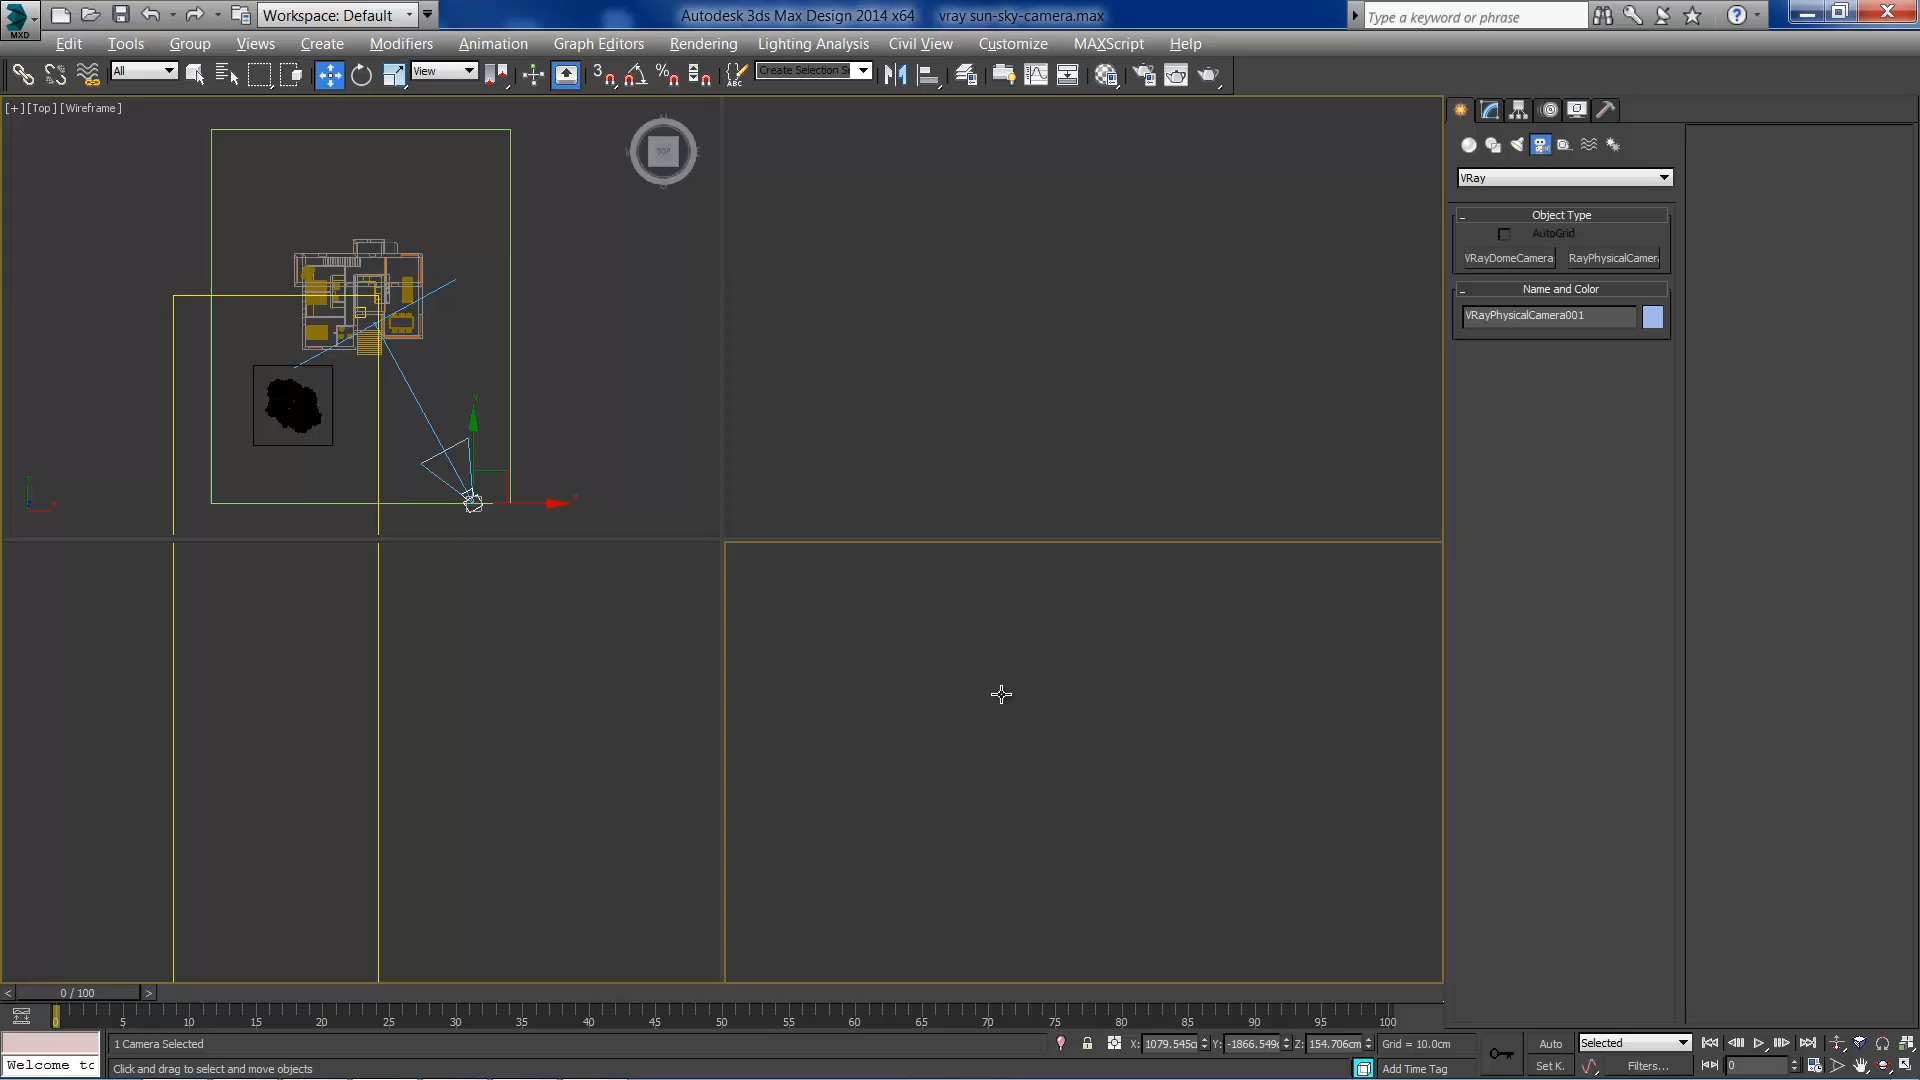 MXD
Workspace: Default
Autodesk 3ds Max Design 2014 x64 vray sun-sky-camera.max
Type a keyword or phrase
Edit Tools Group Views Create Modifiers Animation Graph Editors Rendering Lighting Analysis Civil View Customize MAXScript Help
All
View
3
ABC
Create Selection S
[+] [Top] [Wireframe]
TOP
VRay
Object Type
AutoGrid
VRayDomeCamera
RayPhysicalCamer
Name and Color
VRayPhysicalCamera001
0 / 100
0 5 10 15 20 25 30 35 40 45 50 55 60 65 70 75 80 85 90 95 100
1 Camera Selected
X: 1079.545c Y: -1866.549 Z: 154.706cm
Grid = 10.0cm
Auto
Selected
Welcome tc
Click and drag to select and move objects
Add Time Tag
Set K.
Filters...
0